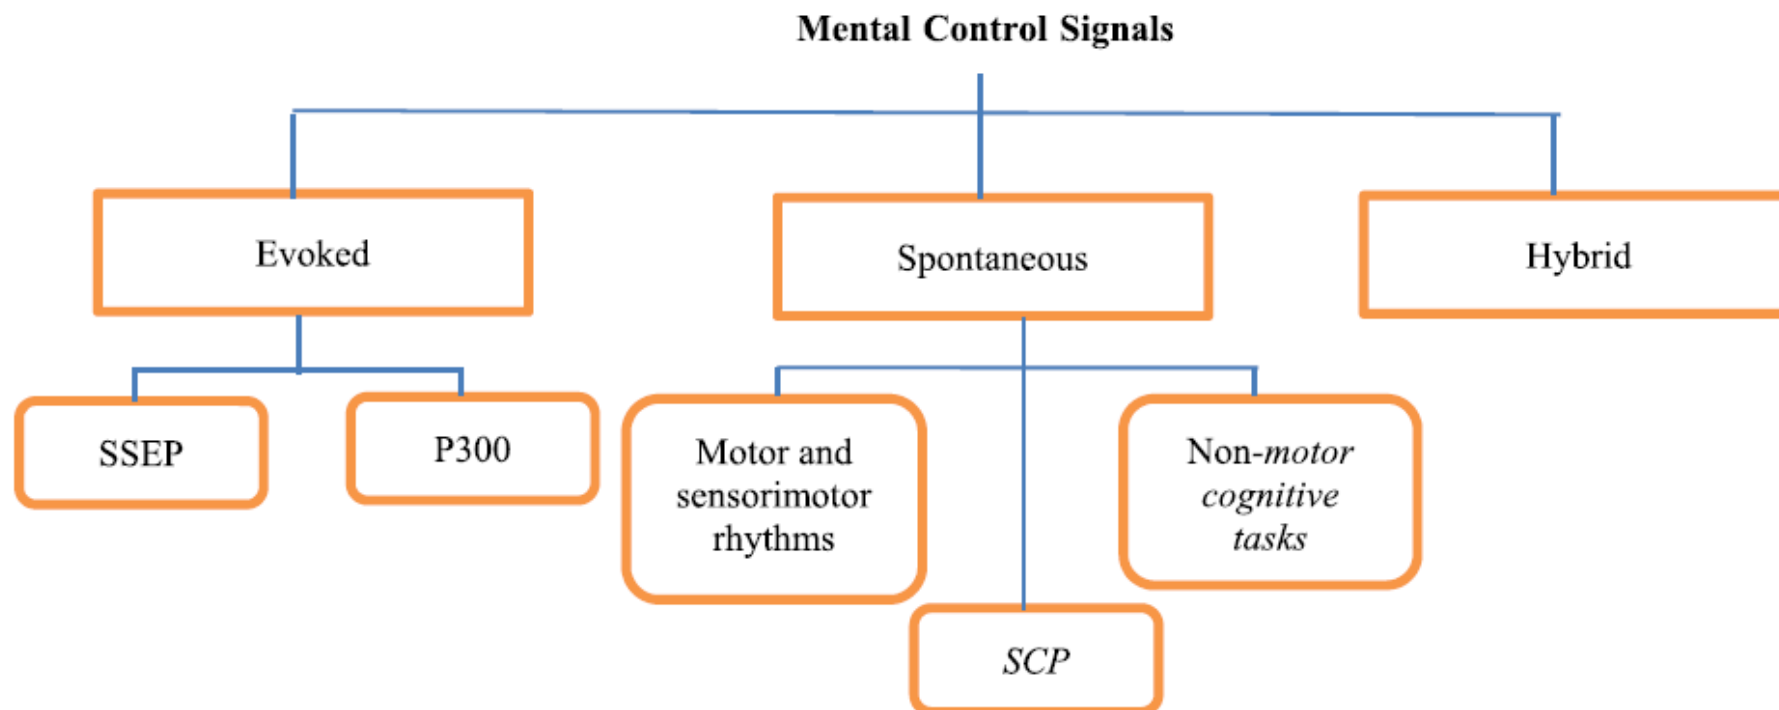 Mental Control Signals
Evoked
Spontaneous
Hybrid
SSEP
P300
Motor and
sensorimotor
rhythms
Non-motor
cognitive
tasks
SCP